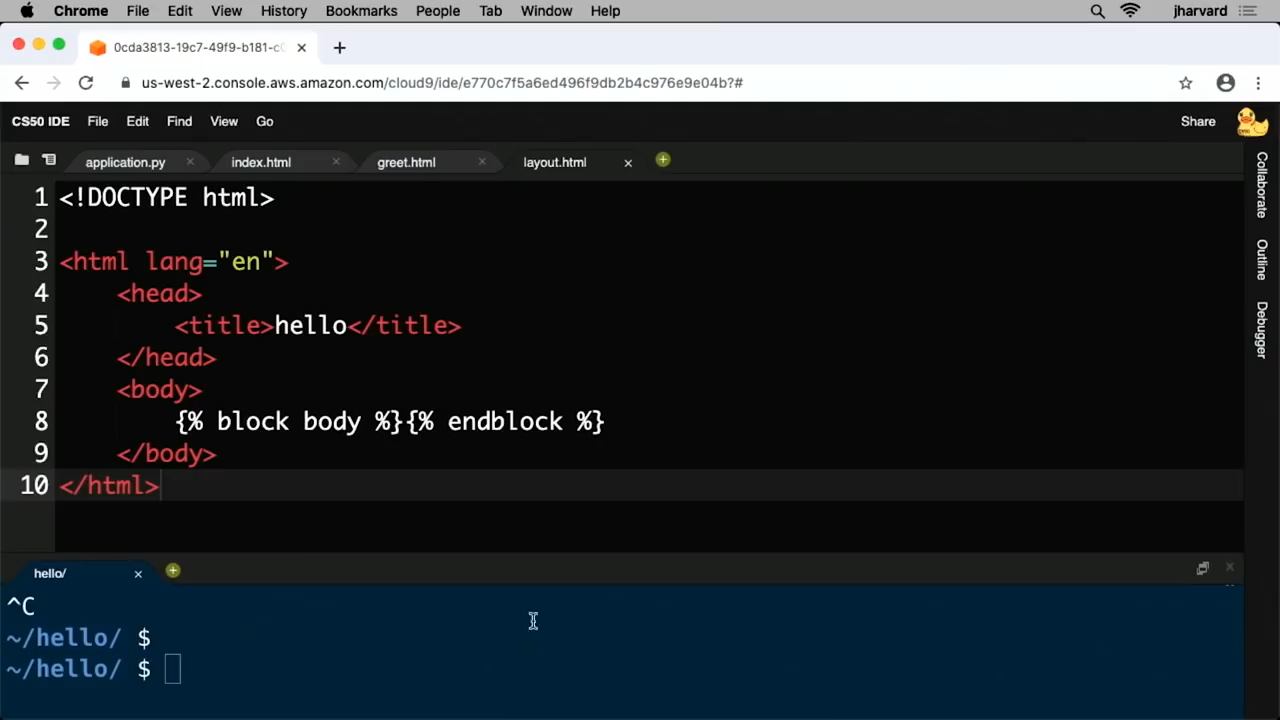 Chrome File Edit View History Bookmarks People Tab Window Help jharvard
0cda3813-19c7-49f9-b181-c
us-west-2.console.aws.amazon.com/cloud9/ide/e770c7f5a6ed496f9db2b4c976e9e04b?#
CS50 IDE File Edit Find View Go Share
application.py index.html greet.html layout.html
1 <!DOCTYPE html>
2
3 <html lang="en">
4 <head>
5 <title>hello</title>
6 </head>
7 <body>
8 {% block body %}{% endblock %}
9 </body>
10 </html>
Collaborate
Outline
Debugger
hello/
^C
~/hello/ $
~/hello/ $